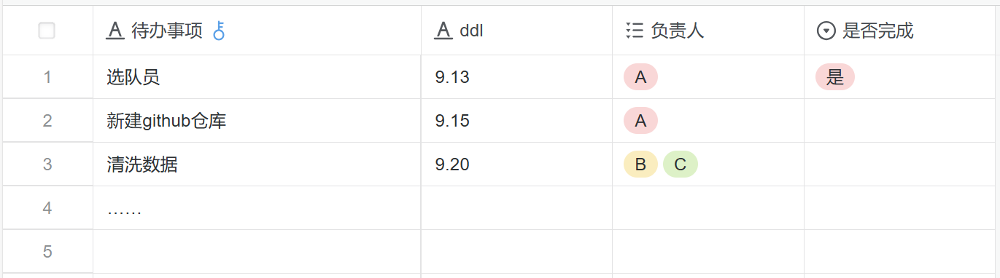 待办事项 ddl 负责人 是否完成
1 选队员 9.13 A 是
2 新建github仓库 9.15 A
3 清洗数据 9.20 B C
4 ……
5